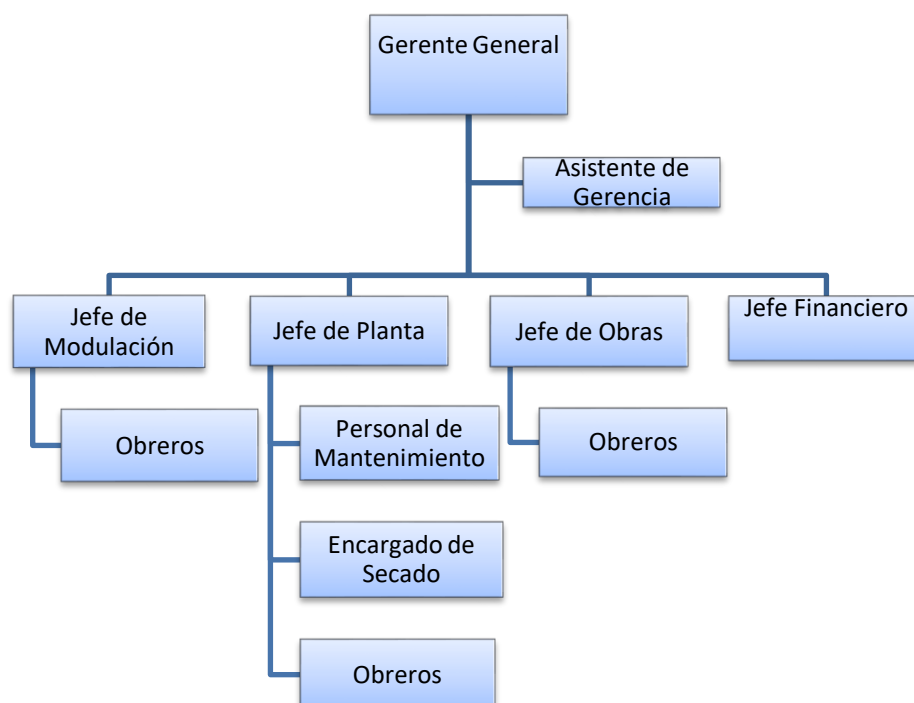 Gerente General
Asistente de
Gerencia
Jefe de
Modulación
Jefe de Planta
Jefe de Obras
Jefe Financiero
Obreros
Personal de
Mantenimiento
Obreros
Encargado de
Secado
Obreros